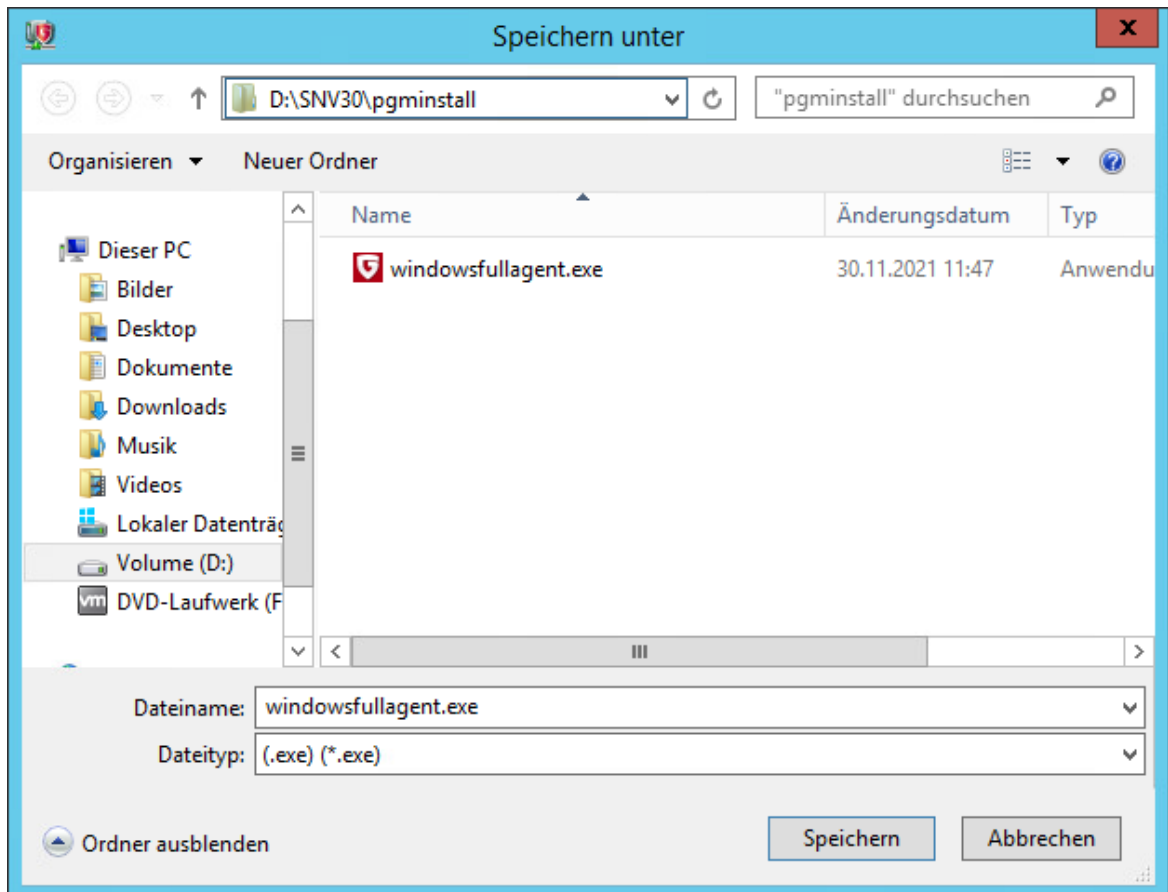 Speichern unter
D:\SNV30\pgminstall
"pgminstall" durchsuchen
Organisieren
Neuer Ordner
Name
Änderungsdatum
Typ
Dieser PC
Bilder
Desktop
Dokumente
Downloads
Musik
Videos
Lokaler Datenträg
Volume (D:)
DVD-Laufwerk (F
windowsfullagent.exe
30.11.2021 11:47
Anwendu
Dateiname: windowsfullagent.exe
Dateityp: (.exe) (*.exe)
Ordner ausblenden
Speichern
Abbrechen